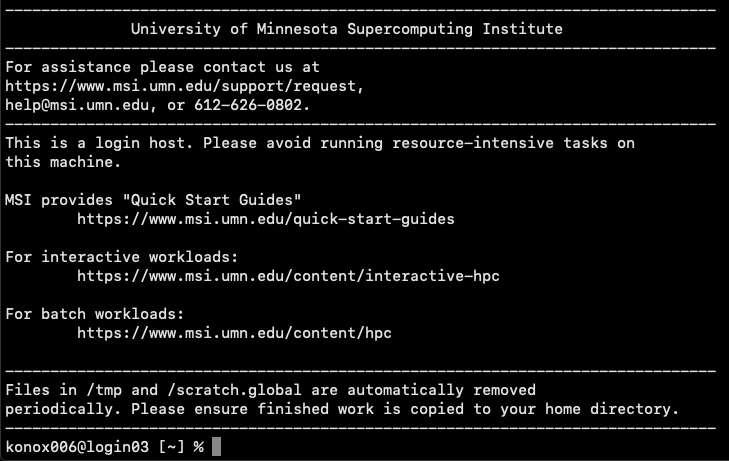 University of Minnesota Supercomputing Institute
For assistance please contact us at
https://www.msi.umn.edu/support/request,
help@msi.umn.edu, or 612-626-0802.
This is a login host. Please avoid running resource-intensive tasks on
this machine.
MSI provides "Quick Start Guides"
https://www.msi.umn.edu/quick-start-guides
For interactive workloads:
https://www.msi.umn.edu/content/interactive-hpc
For batch workloads:
https://www.msi.umn.edu/content/hpc
Files in /tmp and /scratch.global are automatically removed
periodically. Please ensure finished work is copied to your home directory.
konox006@login03 [~] %